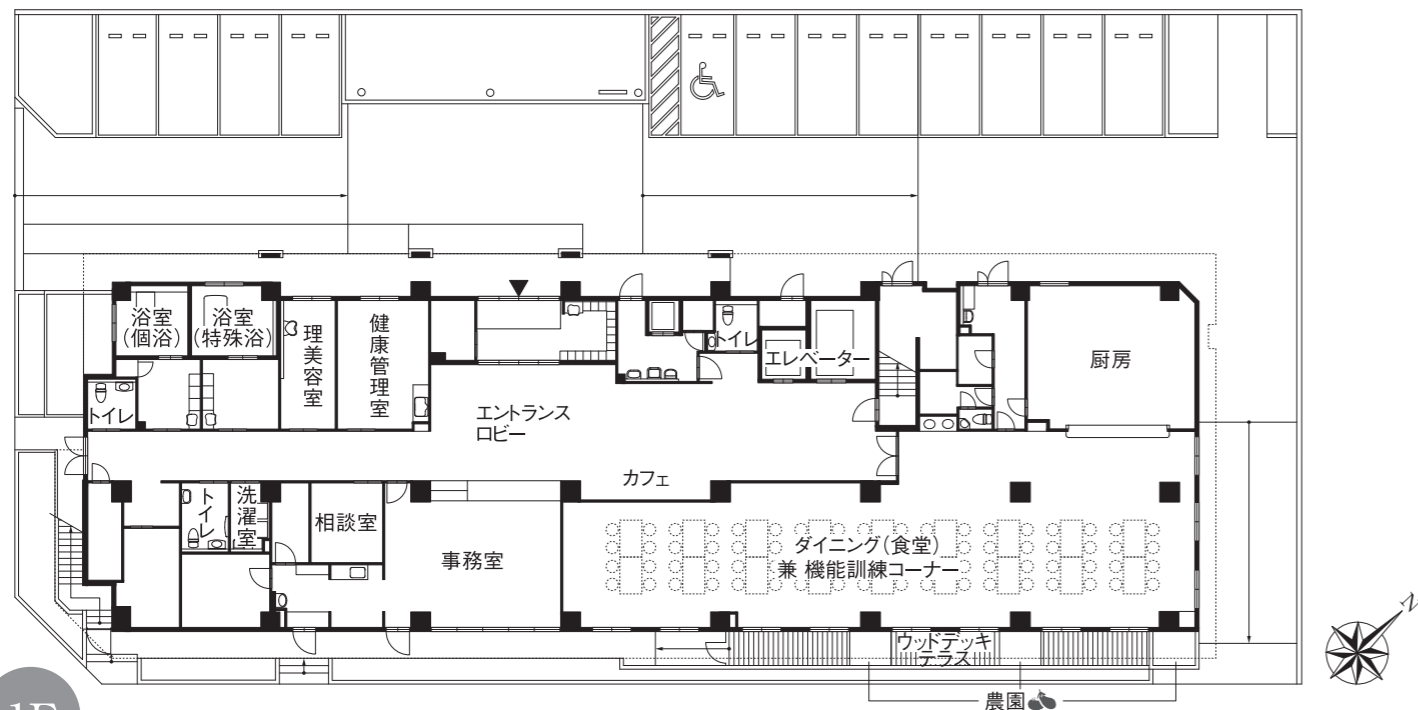 浴室
(個浴)
浴室
(特殊浴)
理美容室
健康管理室
トイレ
エレベーター
厨房
トイレ
エントランス
ロビー
カフェ
トイレ
洗濯室
相談室
事務室
ダイニング(食堂)
兼 機能訓練コーナー
ウッドデッキ
テラス
農園
N
1F